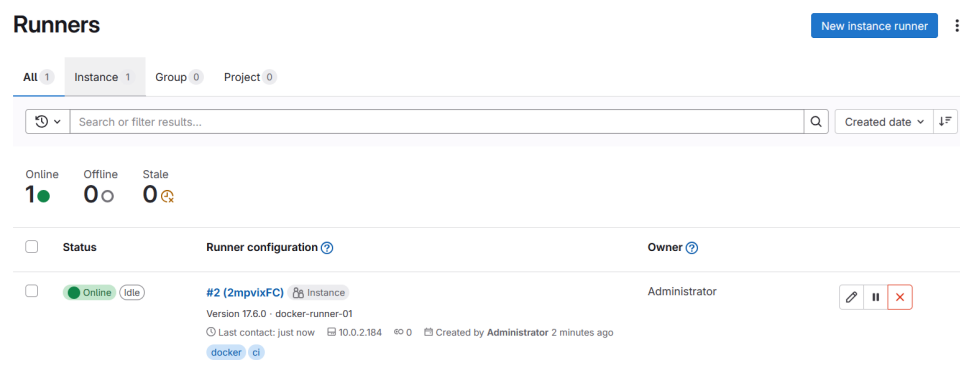 Runners
New instance runner
All 1 Instance 1 Group 0 Project 0
Search or filter results...
Created date
Online Offline Stale
1 0 0
Status Runner configuration Owner
Online Idle #2 (2mpvixFC) Instance Administrator
Version 17.6.0 · docker-runner-01
Last contact: just now 10.0.2.184 0 Created by Administrator 2 minutes ago
docker ci